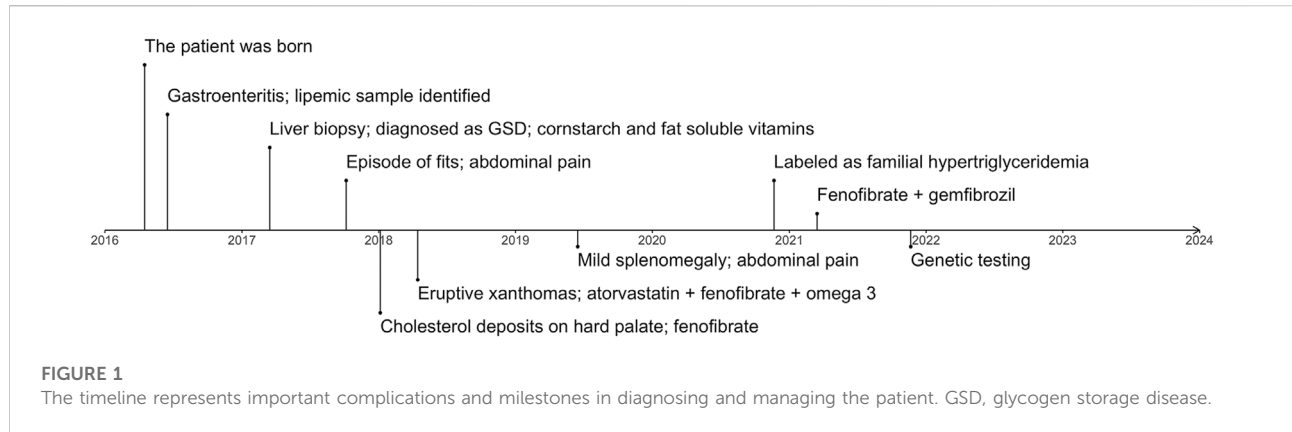 The patient was born
Gastroenteritis; lipemic sample identified
Liver biopsy; diagnosed as GSD; cornstarch and fat soluble vitamins
Episode of fits; abdominal pain
Labeled as familial hypertriglyceridemia
Fenofibrate + gemfibrozil
2016 2017 2018 2019 2020 2021 2022 2023 2024
Mild splenomegaly; abdominal pain
Genetic testing
Eruptive xanthomas; atorvastatin + fenofibrate + omega 3
Cholesterol deposits on hard palate; fenofibrate
FIGURE 1
The timeline represents important complications and milestones in diagnosing and managing the patient. GSD, glycogen storage disease.